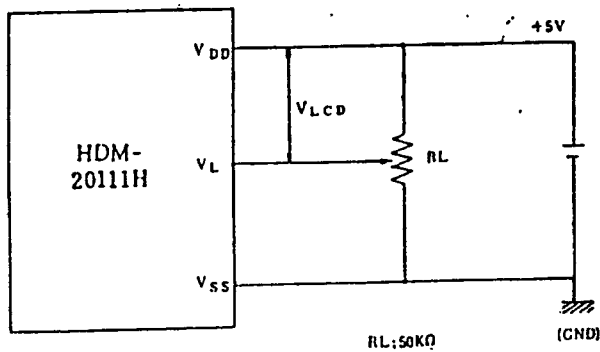 +5V
VDD
VLCD
HDM-
20111H
VL
RL
VSS
RL;50KΩ
(GND)